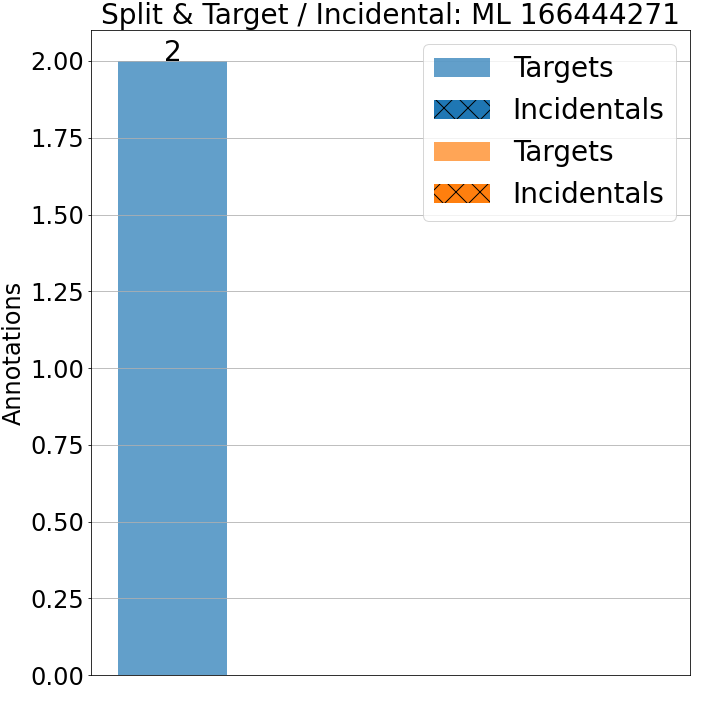 Split & Target / Incidental: ML 166444271
2
Targets
Incidentals
Targets
Incidentals
Annotations
2.00
1.75
1.50
1.25
1.00
0.75
0.50
0.25
0.00